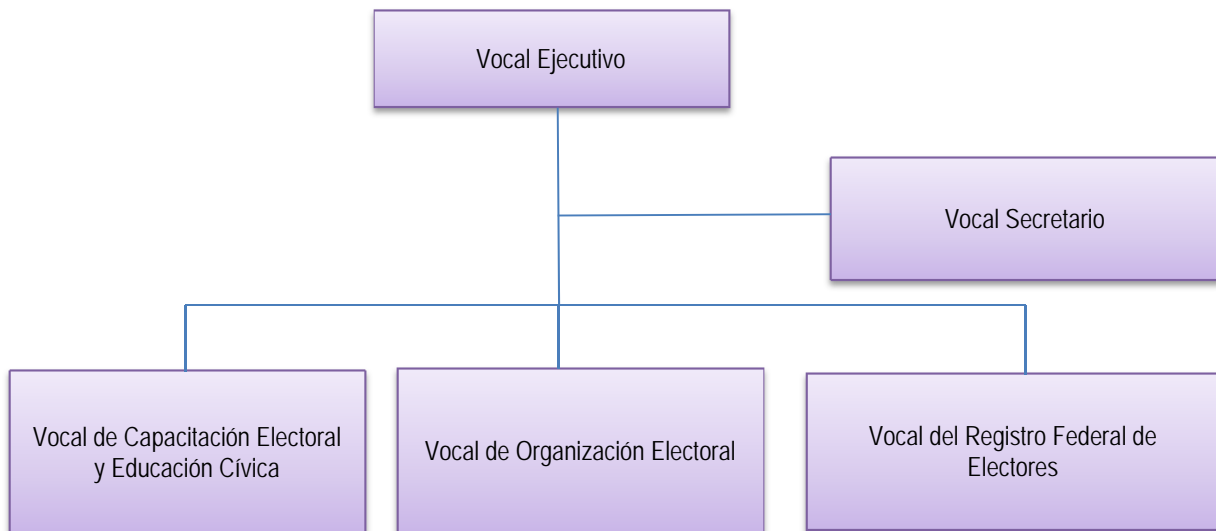 Vocal Ejecutivo
Vocal Secretario
Vocal de Capacitación Electoral
y Educación Cívica
Vocal de Organización Electoral
Vocal del Registro Federal de
Electores